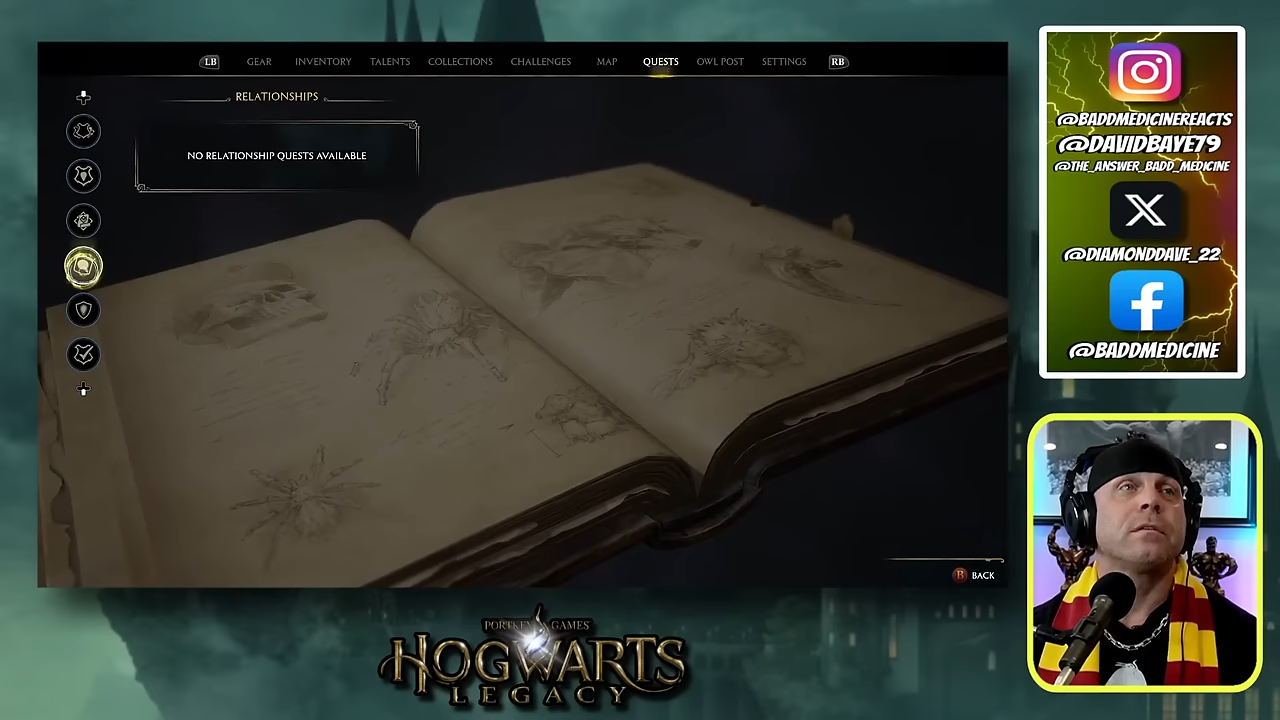 LB GEAR INVENTORY TALENTS COLLECTIONS CHALLENGES MAP QUESTS OWL POST SETTINGS RB
RELATIONSHIPS
NO RELATIONSHIP QUESTS AVAILABLE
B BACK
PORTKEY GAMES
HOGWARTS
LEGACY
@BADDMEDICINEREACTS
@DAVIDBAYE79
@THE_ANSWER_BADD_MEDICINE
X
@DIAMONDDAVE_22
f
@BADDMEDICINE